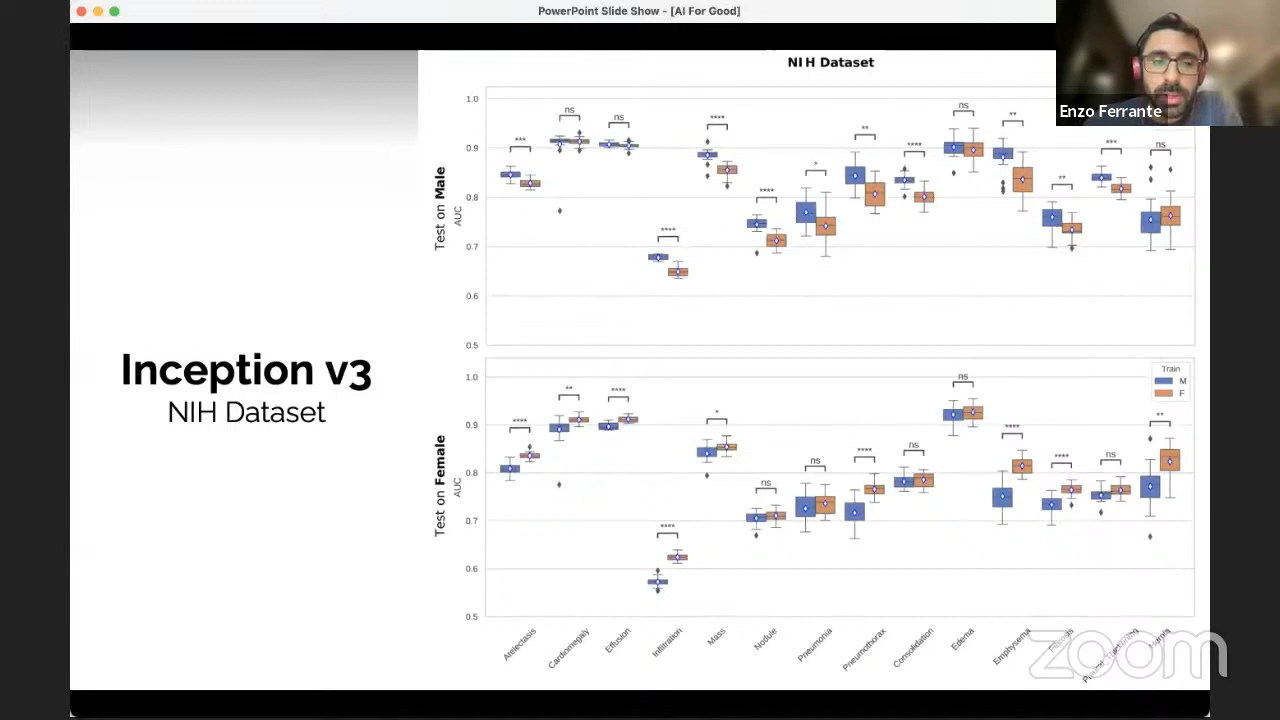 PowerPoint Slide Show - [AI For Good]
Enzo Ferrante
NIH Dataset
Inception v3
NIH Dataset
Test on Male
AUC
1.0
0.9
0.8
0.7
0.6
0.5
***
ns
ns
****
****
****
*
**
****
ns
**
**
***
ns
Test on Female
AUC
1.0
0.9
0.8
0.7
0.6
0.5
****
**
****
****
*
ns
ns
****
ns
ns
****
****
ns
**
Train
M
F
Atelectasis
Cardiomegaly
Effusion
Infiltration
Mass
Nodule
Pneumonia
Pneumothorax
Consolidation
Edema
Emphysema
Fibrosis
zoom